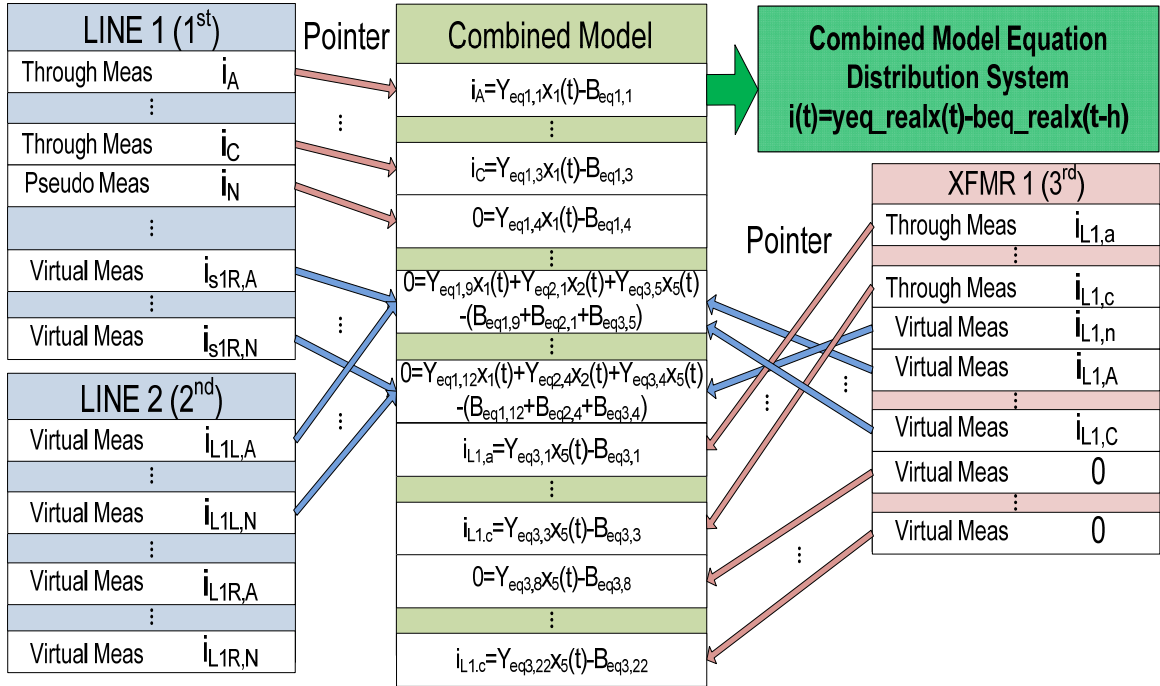 LINE 1 (1st)
Through Meas iA
⋮
Through Meas iC
Pseudo Meas iN
⋮
Virtual Meas is1R,A
⋮
Virtual Meas is1R,N
LINE 2 (2nd)
Virtual Meas iL1L,A
⋮
Virtual Meas iL1L,N
⋮
Virtual Meas iL1R,A
⋮
Virtual Meas iL1R,N
Pointer
⋮
⋮
⋮
Combined Model
iA=Yeq1,1x1(t)-Beq1,1
⋮
iC=Yeq1,3x1(t)-Beq1,3
0=Yeq1,4x1(t)-Beq1,4
⋮
0=Yeq1,9x1(t)+Yeq2,1x2(t)+Yeq3,5x5(t)
-(Beq1,9+Beq2,1+Beq3,5)
⋮
0=Yeq1,12x1(t)+Yeq2,4x2(t)+Yeq3,4x5(t)
-(Beq1,12+Beq2,4+Beq3,4)
iL1,a=Yeq3,1x5(t)-Beq3,1
⋮
iL1.c=Yeq3,3x5(t)-Beq3,3
0=Yeq3,8x5(t)-Beq3,8
⋮
iL1.c=Yeq3,22x5(t)-Beq3,22
Combined Model Equation
Distribution System
i(t)=yeq_realx(t)-beq_realx(t-h)
Pointer
⋮
⋮
⋮
XFMR 1 (3rd)
Through Meas iL1,a
⋮
Through Meas iL1,c
Virtual Meas iL1,n
Virtual Meas iL1,A
⋮
Virtual Meas iL1,C
Virtual Meas 0
⋮
Virtual Meas 0